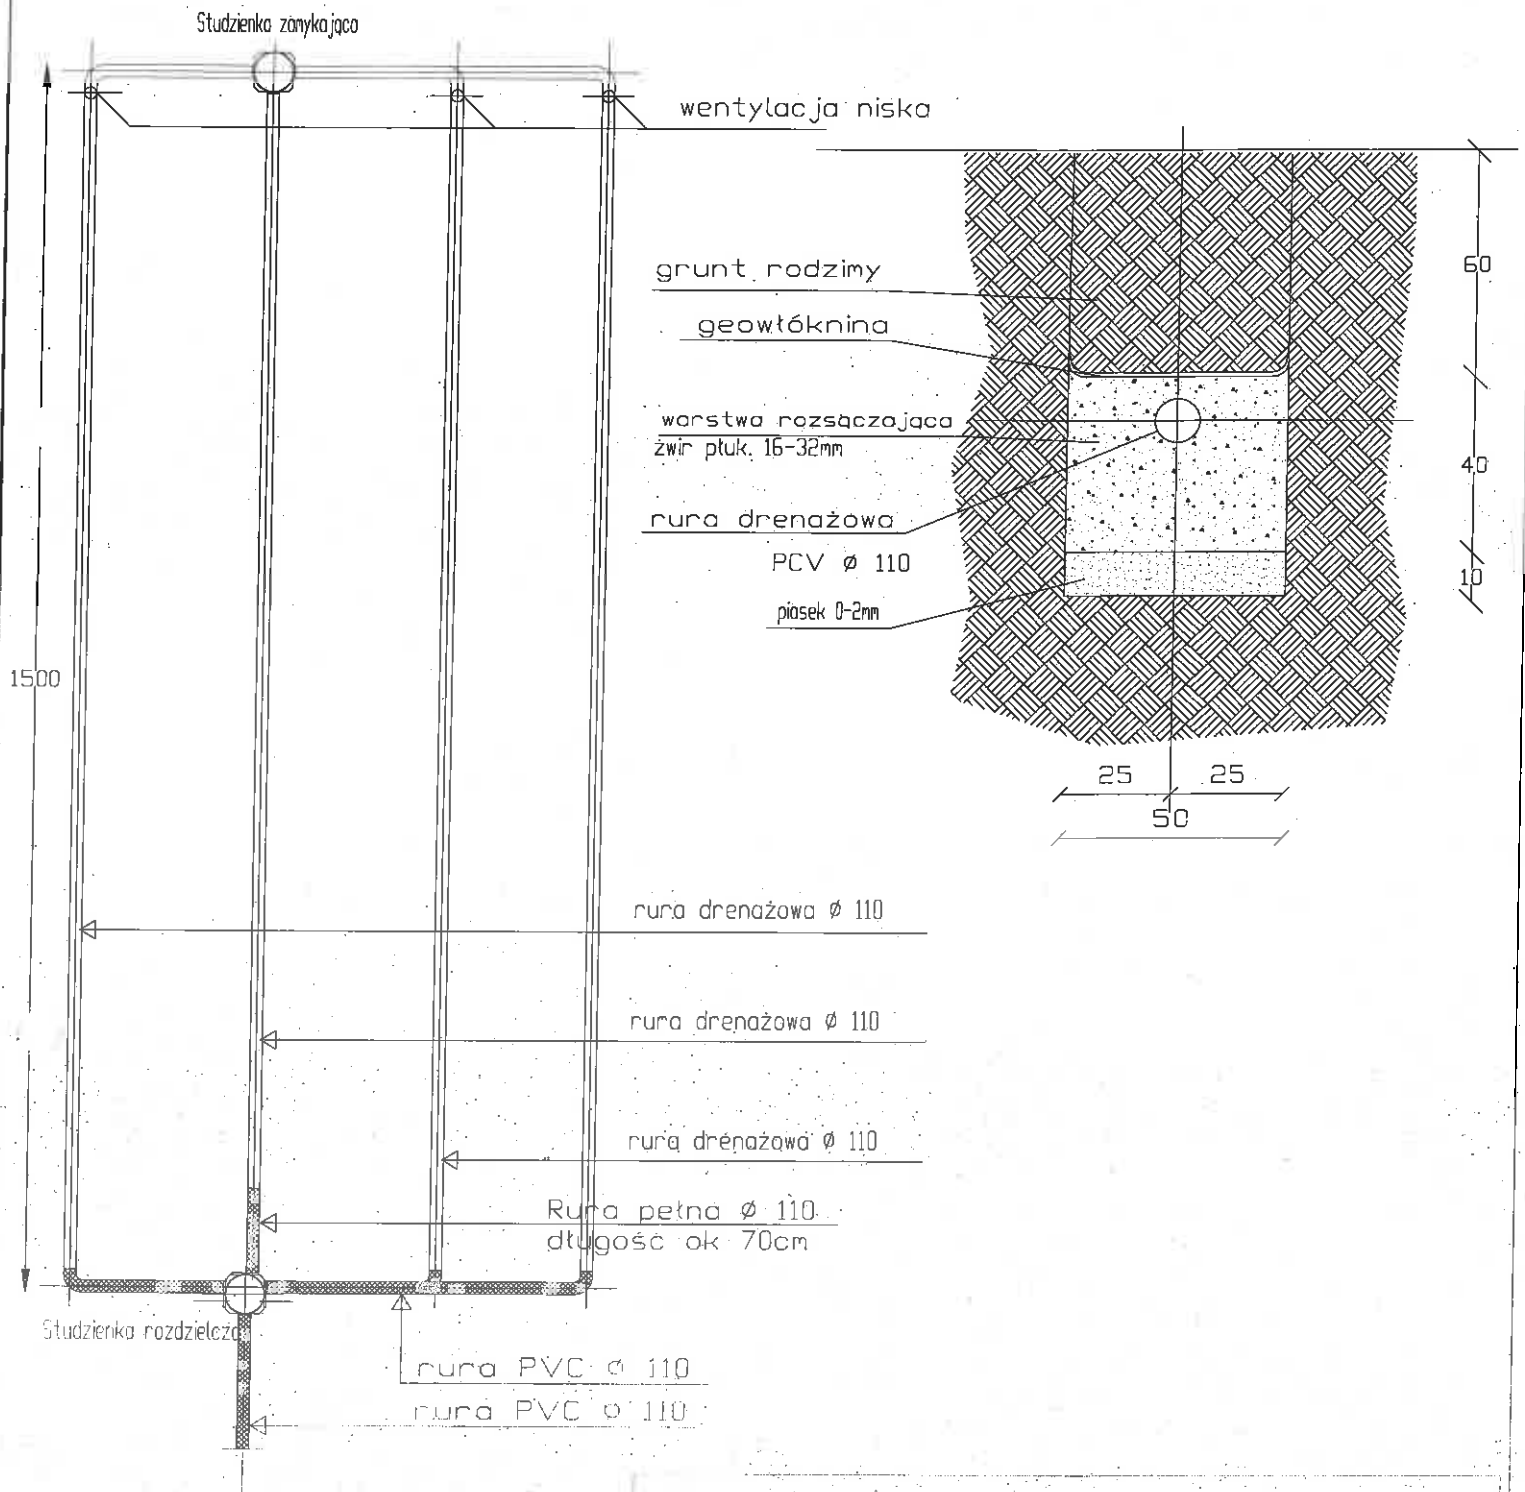 Studzienka zamykająca
wentylacja niska
grunt rodzimy
60
geowłóknina
warstwa rozsączająca
żwir płuk. 16-32mm
40
rura drenażowa
PCV ø 110
10
piasek 0-2mm
1500
25 25
50
rura drenażowa ø 110
rura drenażowa ø 110
rura drenażowa ø 110
Rura pełna ø 110
długość ok 70cm
Studzienka rozdzielcza
rura PVC ø 110
rura PVC ø 110